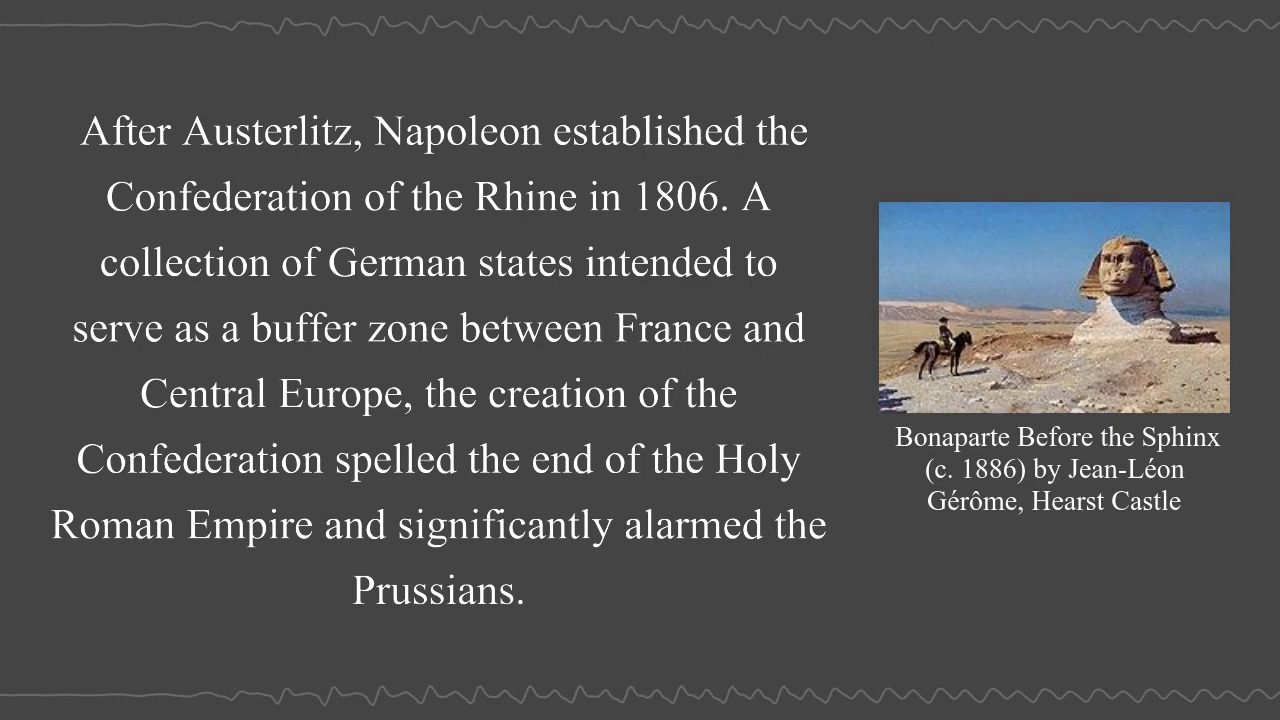 After Austerlitz, Napoleon established the
Confederation of the Rhine in 1806. A
collection of German states intended to
serve as a buffer zone between France and
Central Europe, the creation of the
Confederation spelled the end of the Holy
Roman Empire and significantly alarmed the
Prussians.
Bonaparte Before the Sphinx
(c. 1886) by Jean-Léon
Gérôme, Hearst Castle